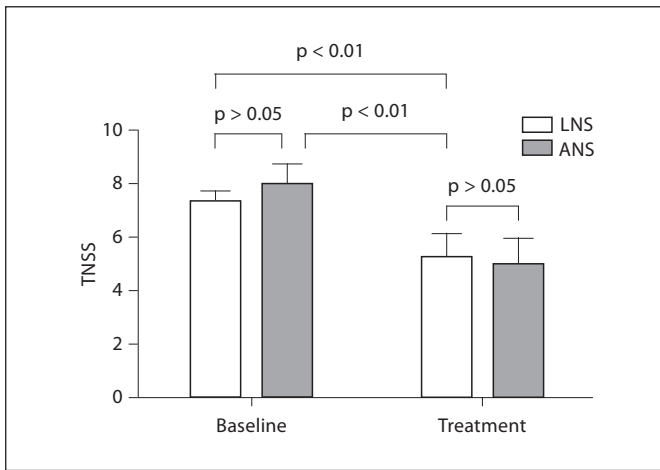 p < 0.01
p > 0.05
p < 0.01
LNS
ANS
p > 0.05
10
8
6
4
2
0
TNSS
Baseline
Treatment